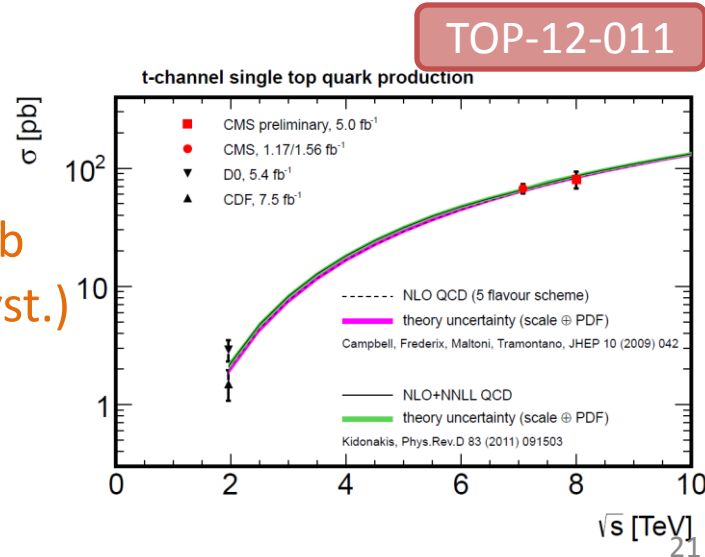 TOP-12-011
t-channel single top quark production
σ [pb]
CMS preliminary, 5.0 fb⁻¹
CMS, 1.17/1.56 fb⁻¹
D0, 5.4 fb⁻¹
CDF, 7.5 fb⁻¹
10²
10
1
b
rst.)
NLO QCD (5 flavour scheme)
theory uncertainty (scale ⊕ PDF)
Campbell, Frederix, Maltoni, Tramontano, JHEP 10 (2009) 042
NLO+NNLL QCD
theory uncertainty (scale ⊕ PDF)
Kidonakis, Phys.Rev.D 83 (2011) 091503
0 2 4 6 8 10
√s [TeV]
21